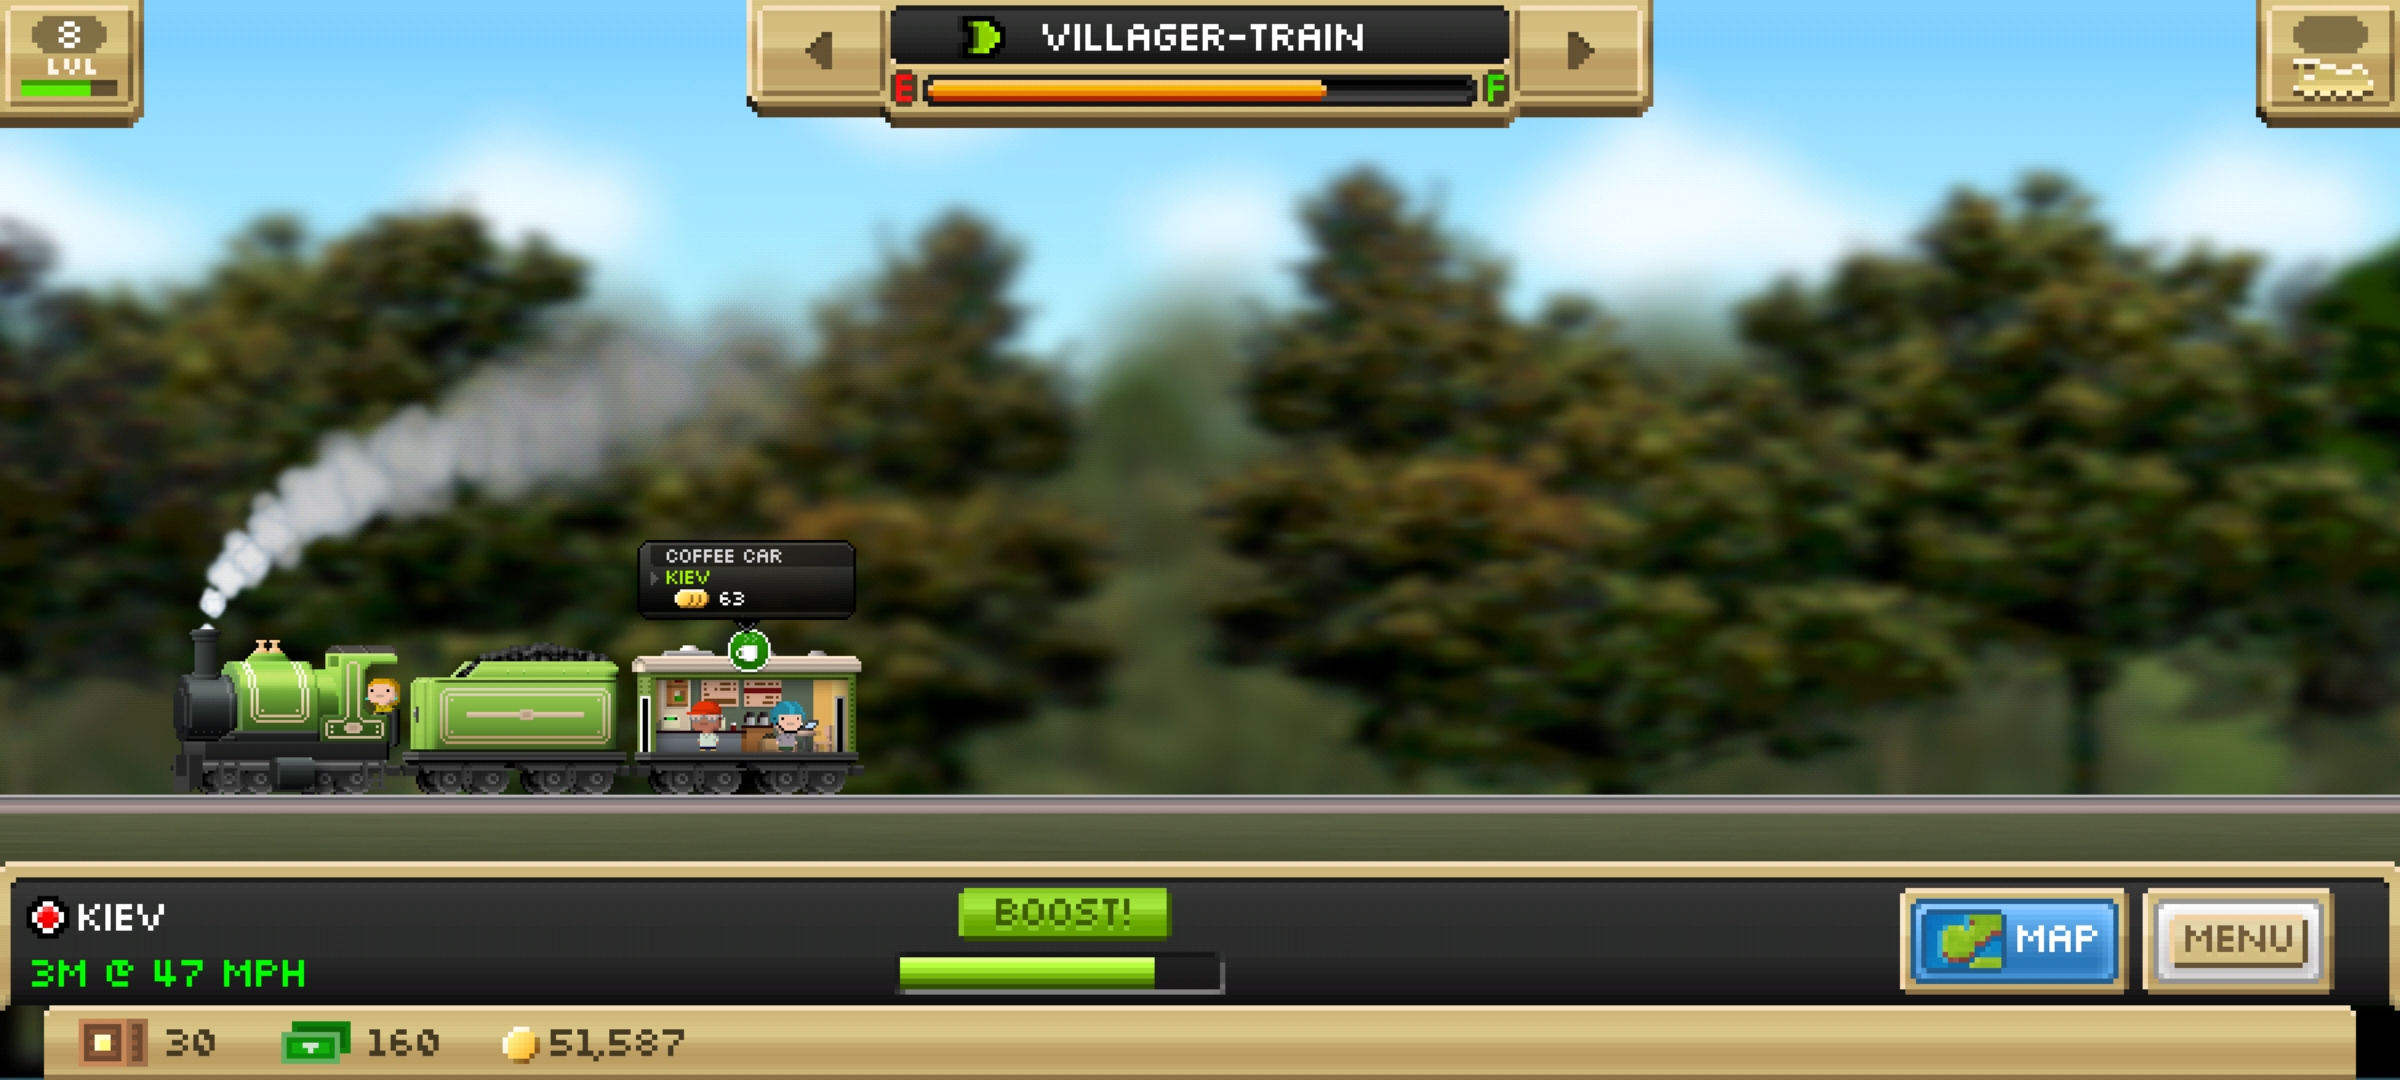 8
LVL
VILLAGER-TRAIN
E F
COFFEE CAR
KIEV
63
KIEV
3M @ 47 MPH
BOOST!
MAP
MENU
30
160
51,587